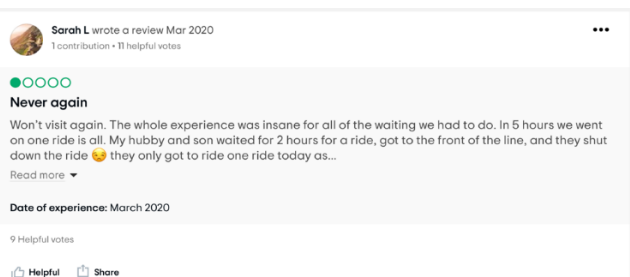 Sarah L wrote a review Mar 2020
1 contribution • 11 helpful votes
Never again
Won't visit again. The whole experience was insane for all of the waiting we had to do. In 5 hours we went
on one ride is all. My hubby and son waited for 2 hours for a ride, got to the front of the line, and they shut
down the ride 😔 they only got to ride one ride today as...
Read more
Date of experience: March 2020
9 Helpful votes
Helpful Share